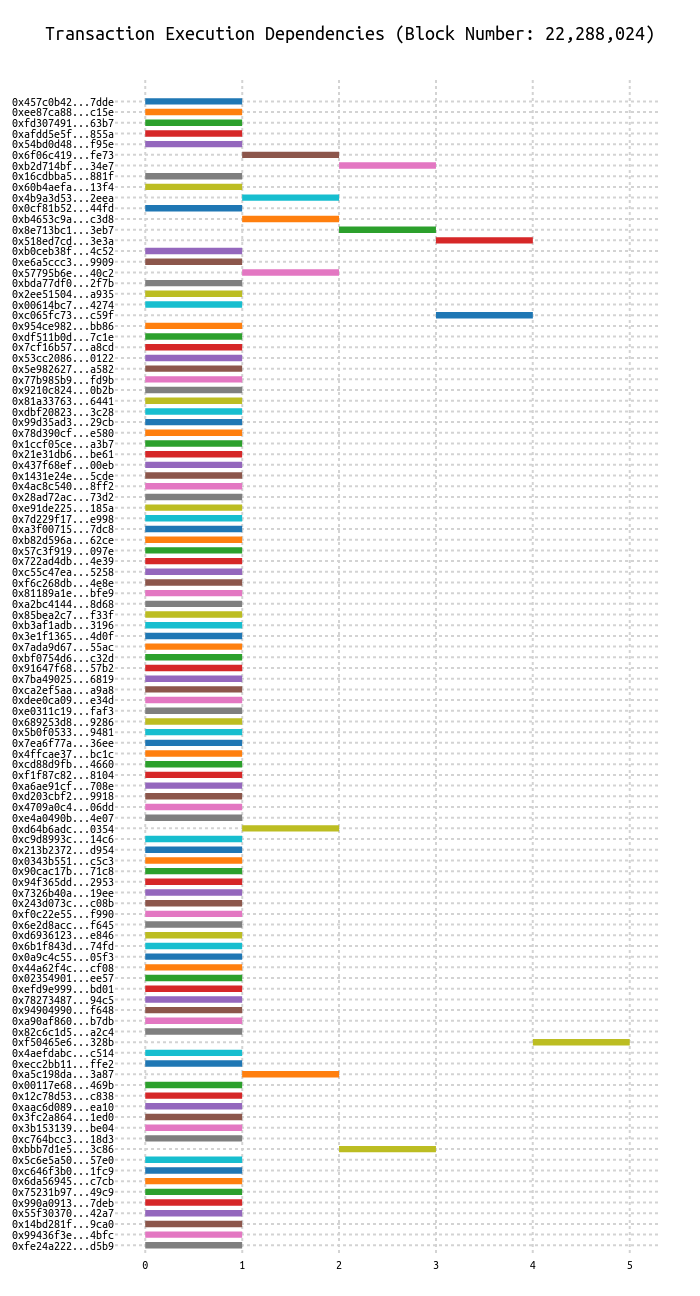 Transaction Execution Dependencies (Block Number: 22,288,024)
0x457c0b42...7dde
0xee87ca88...c15e
0xfd307491...63b7
0xafdd5e5f...855a
0x54bd0d48...f95e
0x6f06c419...fe73
0xb2d714bf...34e7
0x16cdbba5...881f
0x60b4aefa...13f4
0x4b9a3d53...2eea
0x0cf81b52...44fd
0xb4653c9a...c3d8
0x8e713bc1...3eb7
0x518ed7cd...3e3a
0xb0ceb38f...4c52
0xe6a5ccc3...9909
0x57795b6e...40c2
0xbda77df0...2f7b
0x2ee51504...a935
0x00614bc7...4274
0xc065fc73...c59f
0x954ce982...bb86
0xdf511b0d...7c1e
0x7cf16b57...a8cd
0x53cc2086...0122
0x5e982627...a582
0x77b985b9...fd9b
0x9210c824...0b2b
0x81a33763...6441
0xdbf20823...3c28
0x99d35ad3...29cb
0x78d390cf...e580
0x1ccf05ce...a3b7
0x21e31db6...be61
0x437f68ef...00eb
0x1431e24e...5cde
0x4ac8c540...8ff2
0x28ad72ac...73d2
0xe91de225...185a
0x7d229f17...e998
0xa3f00715...7dc8
0xb82d596a...62ce
0x57c3f919...097e
0x722ad4db...4e39
0xc55c47ea...5258
0xf6c268db...4e8e
0x81189a1e...bfe9
0xa2bc4144...8d68
0x85bea2c7...f33f
0xb3af1adb...3196
0x3e1f1365...4d0f
0x7ada9d67...55ac
0xbf0754d6...c32d
0x91647f68...57b2
0x7ba49025...6819
0xca2ef5aa...a9a8
0xdee0ca09...e34d
0xe0311c19...faf3
0x689253d8...9286
0x5b0f0533...9481
0x7ea6f77a...36ee
0x4ffcae37...bc1c
0xcd88d9fb...4660
0xf1f87c82...8104
0xa6ae91cf...708e
0xd203cbf2...9918
0x4709a0c4...06dd
0xe4a0490b...4e07
0xd64b6adc...0354
0xc9d8993c...14c6
0x213b2372...d954
0x0343b551...c5c3
0x90cac17b...71c8
0x94f365dd...2953
0x7326b40a...19ee
0x243d073c...c08b
0xf0c22e55...f990
0x6e2d8acc...f645
0xd6936123...e846
0x6b1f843d...74fd
0x0a9c4c55...05f3
0x44a62f4c...cf08
0x02354901...ee57
0xefd9e999...bd01
0x78273487...94c5
0x94904990...f648
0xa90af860...b7db
0x82c6c1d5...a2c4
0xf50465e6...328b
0x4aefdabc...c514
0xecc2bb11...ffe2
0xa5c198da...3a87
0x00117e68...469b
0x12c78d53...c838
0xaac6d089...ea10
0x3fc2a864...1ed0
0x3b153139...be04
0xc764bcc3...18d3
0xbbb7d1e5...3c86
0x5c6e5a50...57e0
0xc646f3b0...1fc9
0x6da56945...c7cb
0x75231b97...49c9
0x990a0913...7deb
0x55f30370...42a7
0x14bd281f...9ca0
0x99436f3e...4bfc
0xfe24a222...d5b9
0 1 2 3 4 5